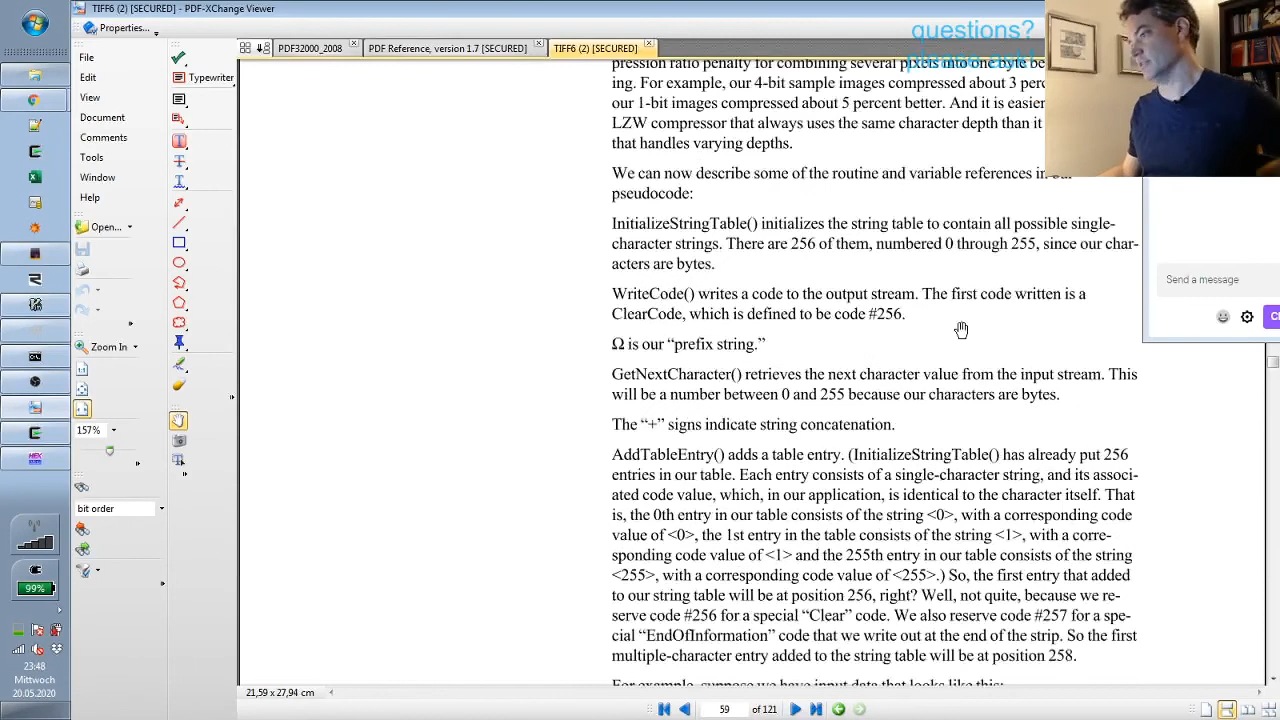 TIFF6 (2) [SECURED] - PDF-XChange Viewer
Properties...
PDF32000_2008
PDF Reference, version 1.7 [SECURED]
TIFF6 (2) [SECURED]
questions?
please ask!
File
Edit
View
Document
Comments
Tools
Window
Help
Open...
Zoom In
157%
bit order
Typewriter
pression ratio penalty for combining several pixels into one byte be
ing. For example, our 4-bit sample images compressed about 3 perc
our 1-bit images compressed about 5 percent better. And it is easier
LZW compressor that always uses the same character depth than it
that handles varying depths.
We can now describe some of the routine and variable references in our
pseudocode:
InitializeStringTable() initializes the string table to contain all possible single-
character strings. There are 256 of them, numbered 0 through 255, since our char-
acters are bytes.
WriteCode() writes a code to the output stream. The first code written is a
ClearCode, which is defined to be code #256.
Ω is our “prefix string.”
GetNextCharacter() retrieves the next character value from the input stream. This
will be a number between 0 and 255 because our characters are bytes.
The “+” signs indicate string concatenation.
AddTableEntry() adds a table entry. (InitializeStringTable() has already put 256
entries in our table. Each entry consists of a single-character string, and its associ-
ated code value, which, in our application, is identical to the character itself. That
is, the 0th entry in our table consists of the string <0>, with a corresponding code
value of <0>, the 1st entry in the table consists of the string <1>, with a corre-
sponding code value of <1> and the 255th entry in our table consists of the string
<255>, with a corresponding code value of <255>.) So, the first entry that added
to our string table will be at position 256, right? Well, not quite, because we re-
serve code #256 for a special “Clear” code. We also reserve code #257 for a spe-
cial “EndOfInformation” code that we write out at the end of the strip. So the first
multiple-character entry added to the string table will be at position 258.
For example, suppose we have input data that looks like this:
Send a message
99%
23:48
Mittwoch
20.05.2020
21,59 x 27,94 cm
59 of 121